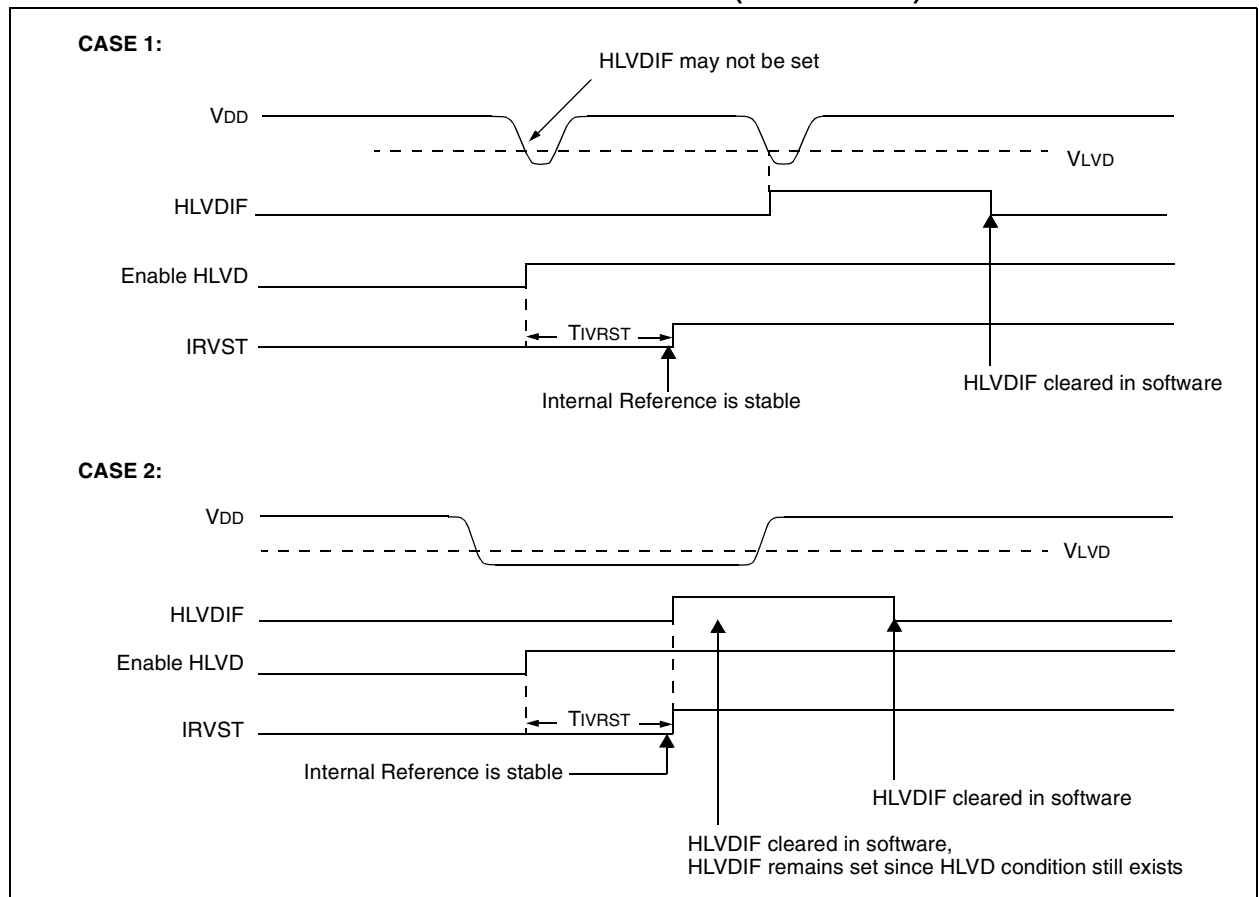 CASE 1:
HLVDIF may not be set
VDD
VLVD
HLVDIF
Enable HLVD
TIVRST
IRVST
HLVDIF cleared in software
Internal Reference is stable
CASE 2:
VDD
VLVD
HLVDIF
Enable HLVD
TIVRST
IRVST
Internal Reference is stable
HLVDIF cleared in software
HLVDIF cleared in software,
HLVDIF remains set since HLVD condition still exists